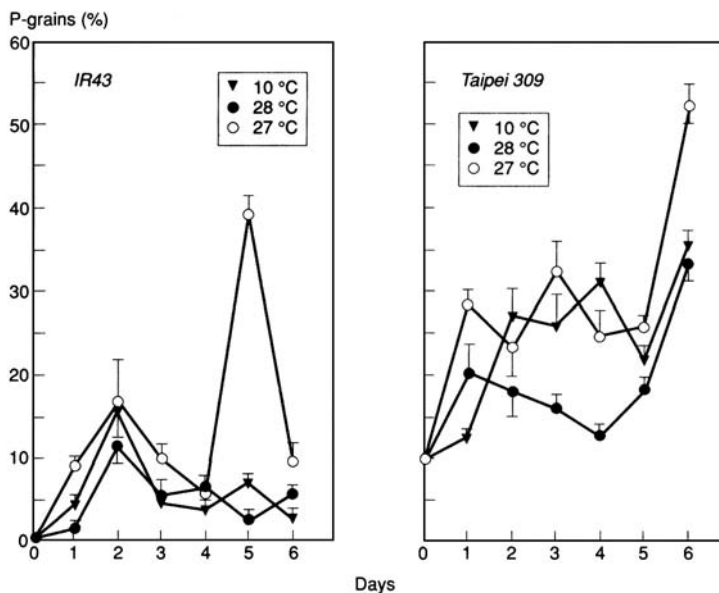 P-grains (%)
60
50
40
30
20
10
0
IR43
10 °C
28 °C
27 °C
0 1 2 3 4 5 6
Taipei 309
10 °C
28 °C
27 °C
0 1 2 3 4 5 6
Days